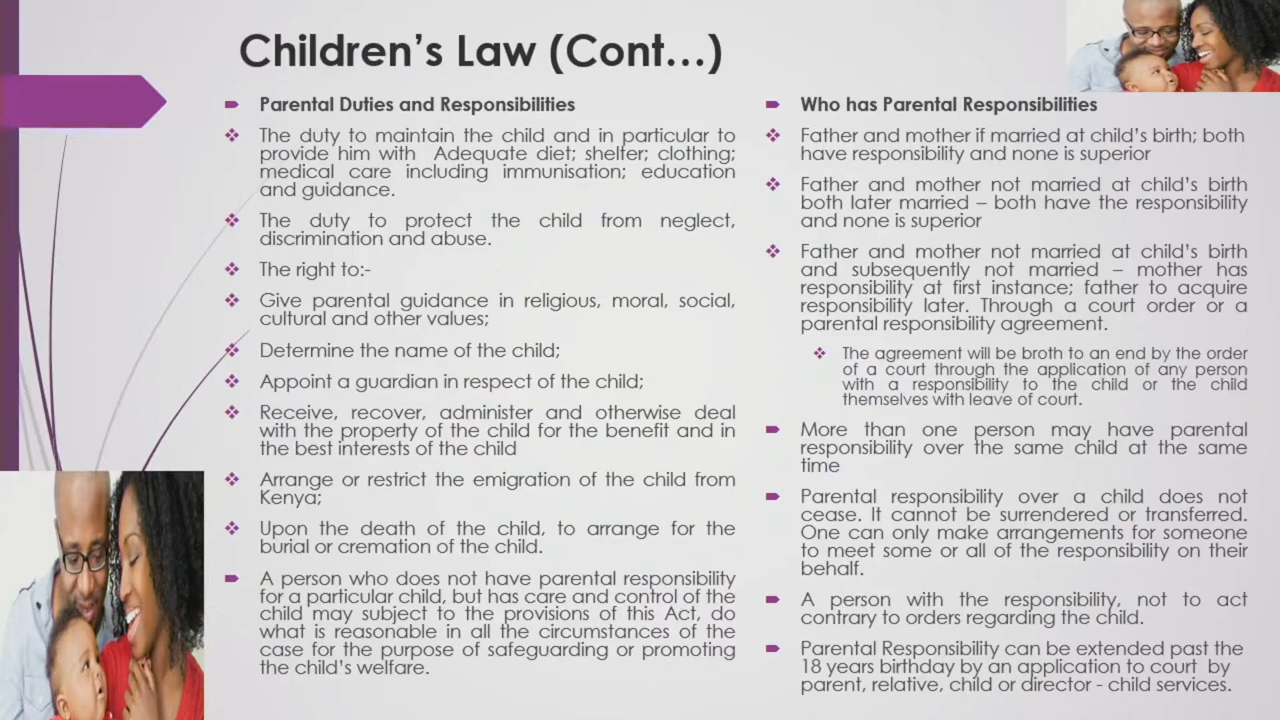 Children's Law (Cont...)
Parental Duties and Responsibilities
The duty to maintain the child and in particular to
provide him with Adequate diet; shelter; clothing;
medical care including immunisation; education
and guidance.
The duty to protect the child from neglect,
discrimination and abuse.
The right to:-
Give parental guidance in religious, moral, social,
cultural and other values;
Determine the name of the child;
Appoint a guardian in respect of the child;
Receive, recover, administer and otherwise deal
with the property of the child for the benefit and in
the best interests of the child
Arrange or restrict the emigration of the child from
Kenya;
Upon the death of the child, to arrange for the
burial or cremation of the child.
A person who does not have parental responsibility
for a particular child, but has care and control of the
child may subject to the provisions of this Act, do
what is reasonable in all the circumstances of the
case for the purpose of safeguarding or promoting
the child's welfare.
Who has Parental Responsibilities
Father and mother if married at child's birth; both
have responsibility and none is superior
Father and mother not married at child's birth
both later married – both have the responsibility
and none is superior
Father and mother not married at child's birth
and subsequently not married – mother has
responsibility at first instance; father to acquire
responsibility later. Through a court order or a
parental responsibility agreement.
The agreement will be broth to an end by the order
of a court through the application of any person
with a responsibility to the child or the child
themselves with leave of court.
More than one person may have parental
responsibility over the same child at the same
time
Parental responsibility over a child does not
cease. It cannot be surrendered or transferred.
One can only make arrangements for someone
to meet some or all of the responsibility on their
behalf.
A person with the responsibility, not to act
contrary to orders regarding the child.
Parental Responsibility can be extended past the
18 years birthday by an application to court by
parent, relative, child or director - child services.